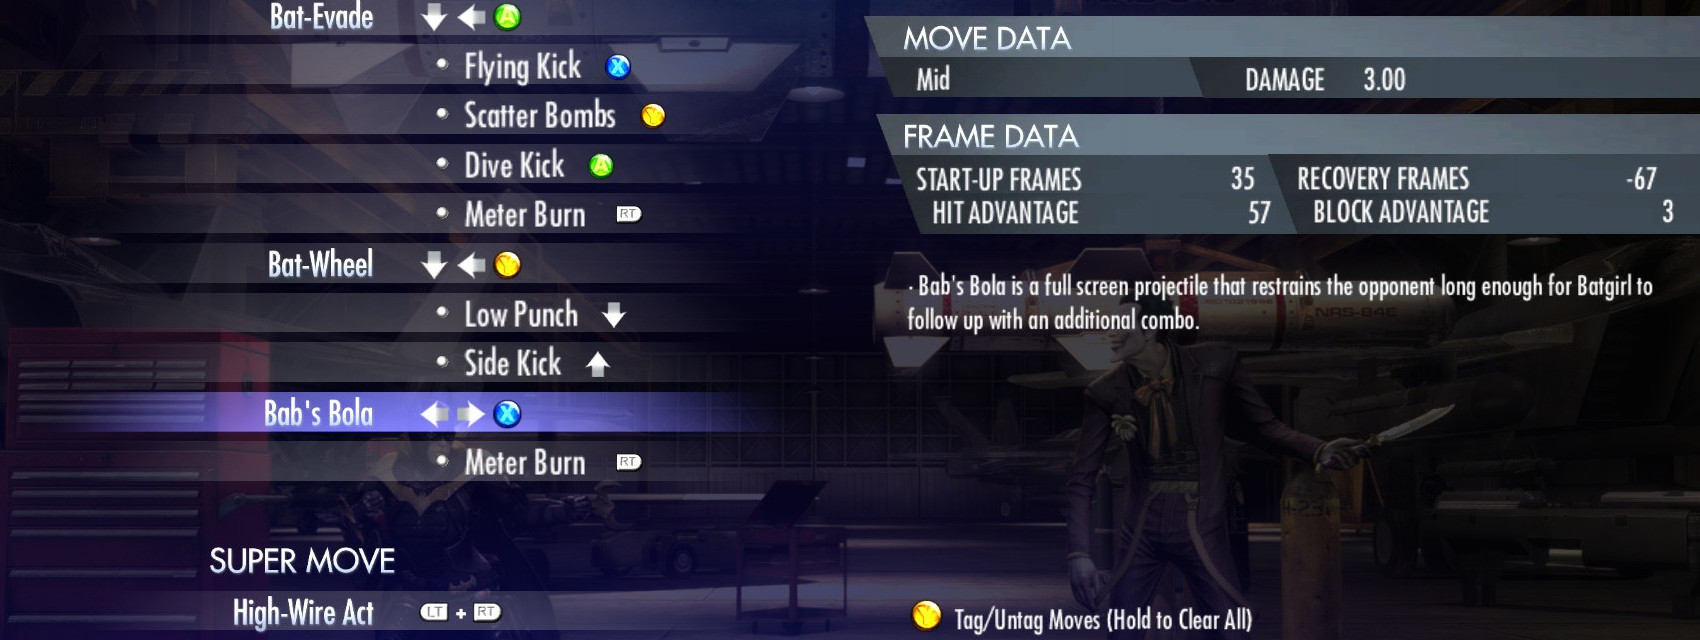 Bat-Evade A
Flying Kick X
Scatter Bombs Y
Dive Kick A
Meter Burn RT
Bat-Wheel Y
Low Punch
Side Kick
Bab's Bola X
Meter Burn RT
SUPER MOVE
High-Wire Act LT + RT
MOVE DATA
Mid DAMAGE 3.00
FRAME DATA
START-UP FRAMES 35 RECOVERY FRAMES -67
HIT ADVANTAGE 57 BLOCK ADVANTAGE 3
· Bab's Bola is a full screen projectile that restrains the opponent long enough for Batgirl to
follow up with an additional combo.
NRS-84E
Y Tag/Untag Moves (Hold to Clear All)